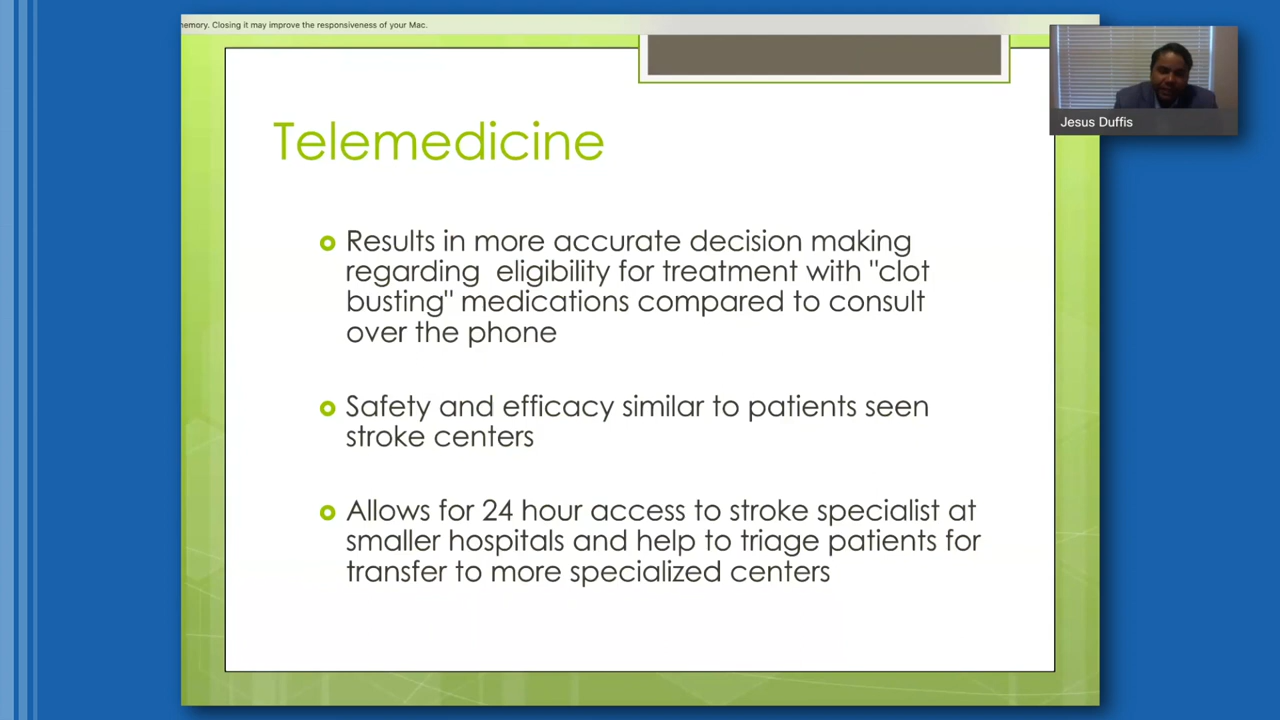 emory. Closing it may improve the responsiveness of your Mac.
Jesus Duffis
Telemedicine
Results in more accurate decision making
regarding  eligibility for treatment with "clot
busting" medications compared to consult
over the phone
Safety and efficacy similar to patients seen
stroke centers
Allows for 24 hour access to stroke specialist at
smaller hospitals and help to triage patients for
transfer to more specialized centers